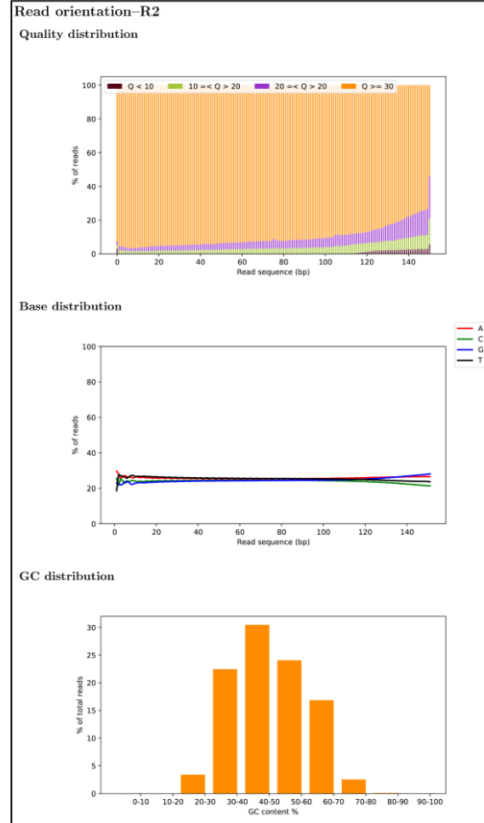 Read orientation–R2
Quality distribution
100
80
60
40
20
0
% of reads
Q < 10
10 =< Q > 20
20 =< Q > 20
Q >= 30
0 20 40 60 80 100 120 140
Read sequence (bp)
Base distribution
100
80
60
40
20
0
% of reads
A
C
G
T
0 20 40 60 80 100 120 140
Read sequence (bp)
GC distribution
30
25
20
15
10
5
0
% of total reads
0-10 10-20 20-30 30-40 40-50 50-60 60-70 70-80 80-90 90-100
GC content %